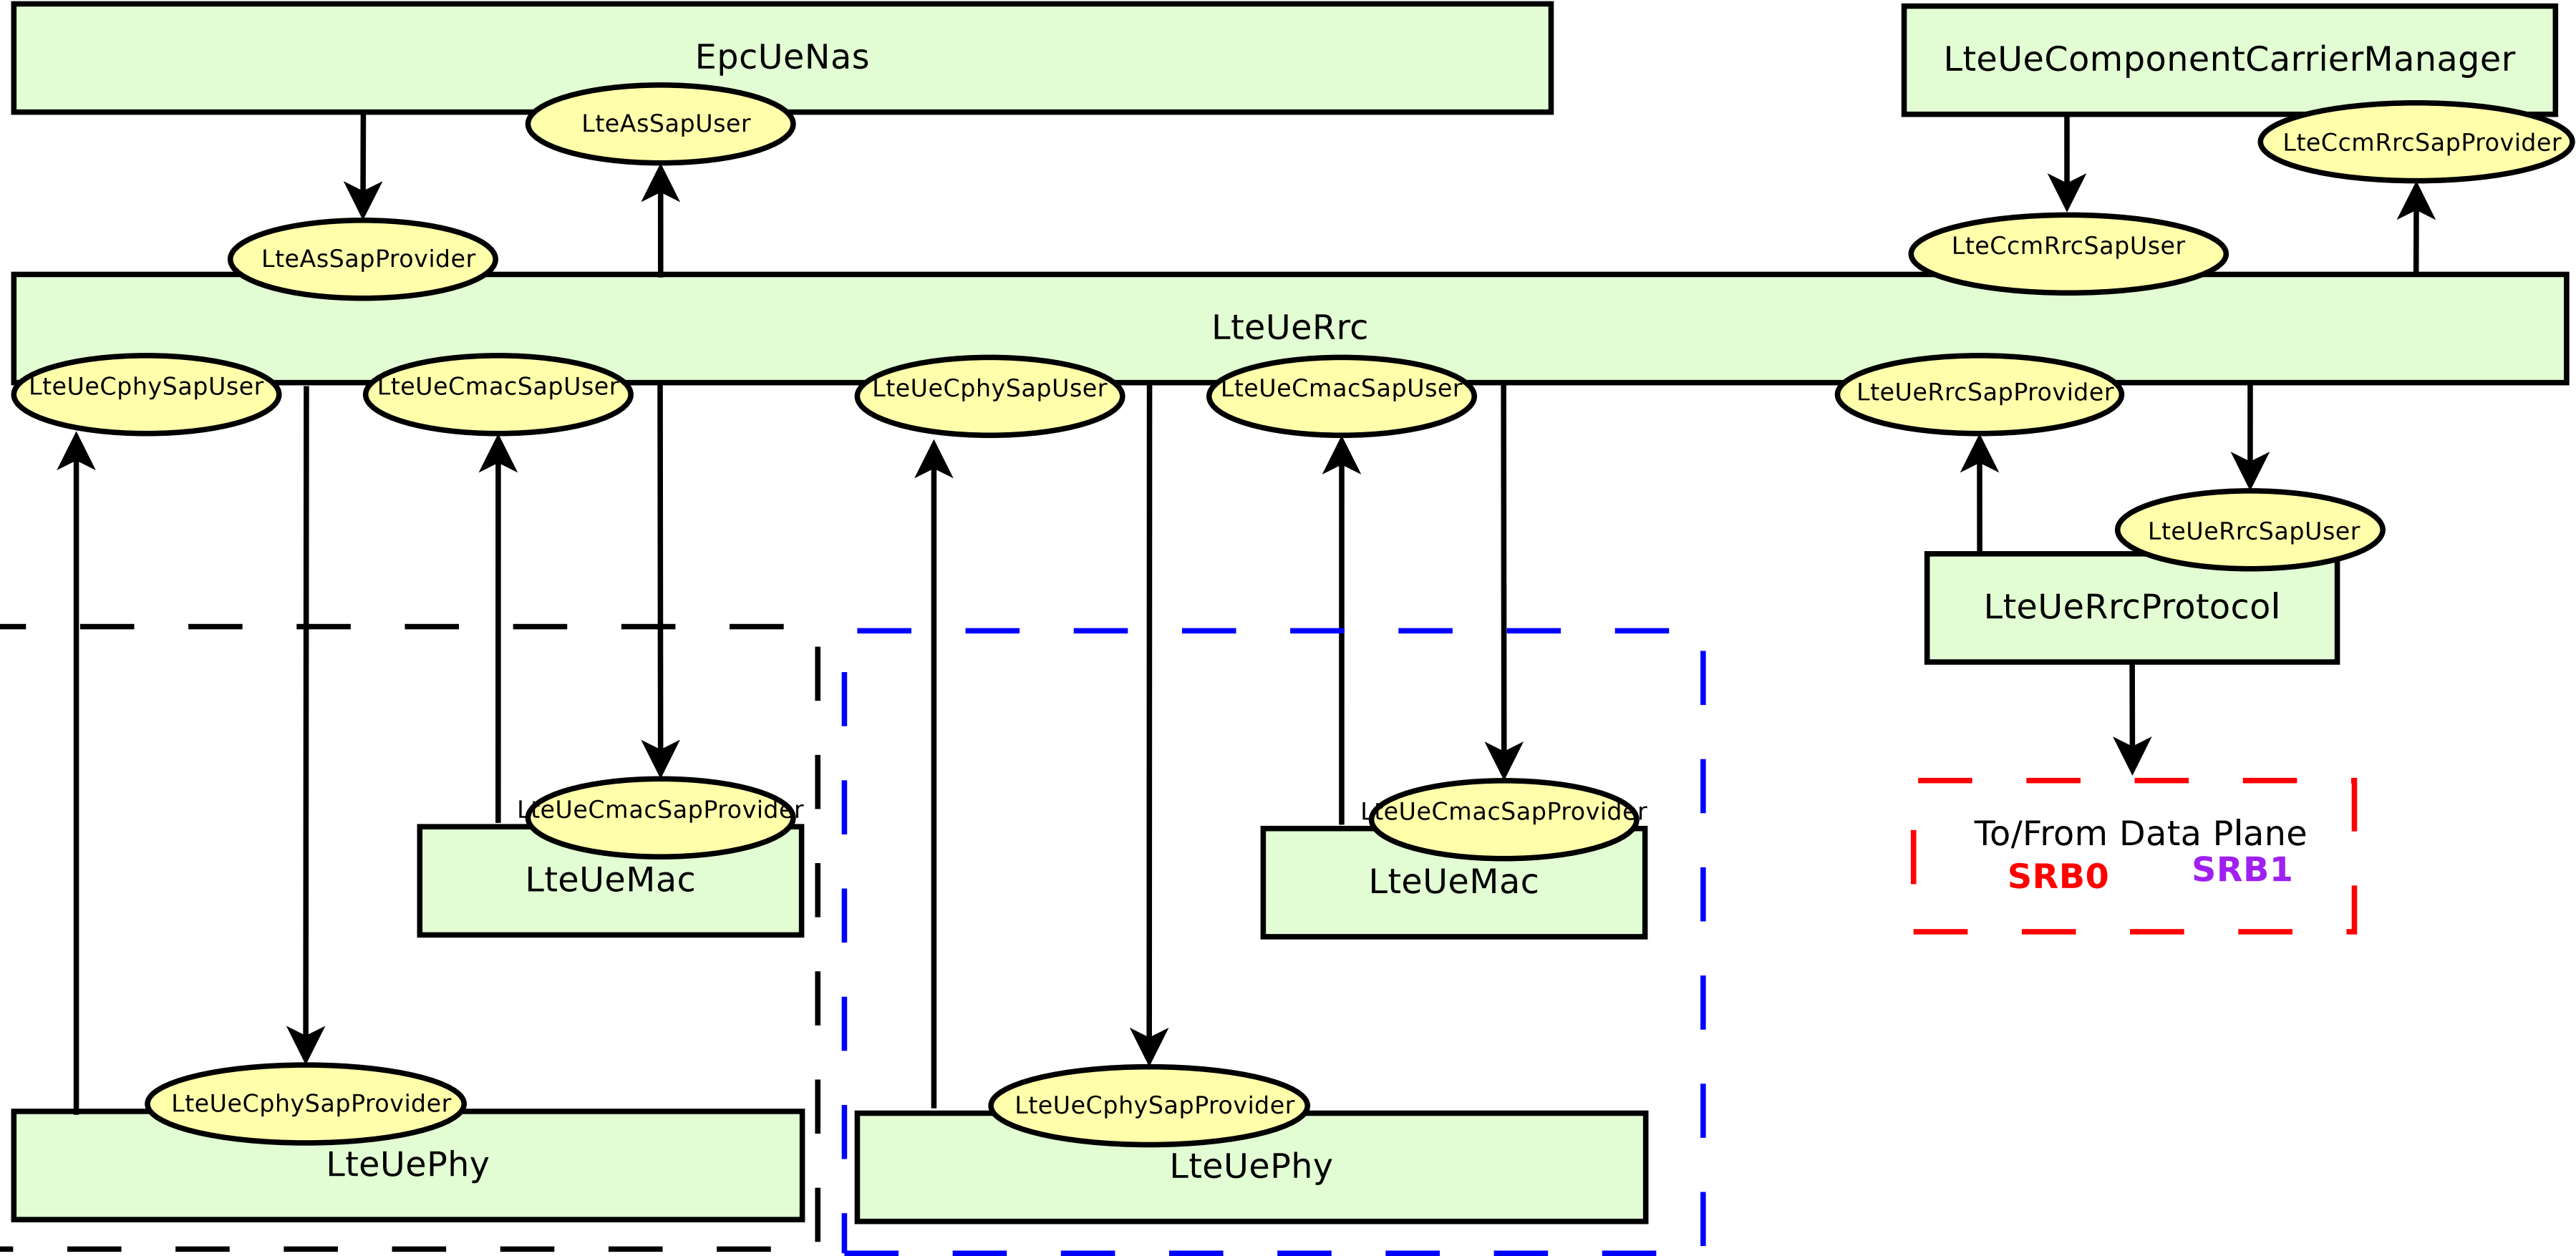 EpcUeNas
LteUeComponentCarrierManager
LteAsSapUser
LteCcmRrcSapProvider
LteAsSapProvider
LteCcmRrcSapUser
LteUeRrc
LteUeCphySapUser
LteUeCmacSapUser
LteUeCphySapUser
LteUeCmacSapUser
LteUeRrcSapProvider
LteUeRrcSapUser
LteUeRrcProtocol
LteUeCmacSapProvider
LteUeCmacSapProvider
To/From Data Plane
SRB0 SRB1
LteUeMac
LteUeMac
LteUeCphySapProvider
LteUeCphySapProvider
LteUePhy
LteUePhy